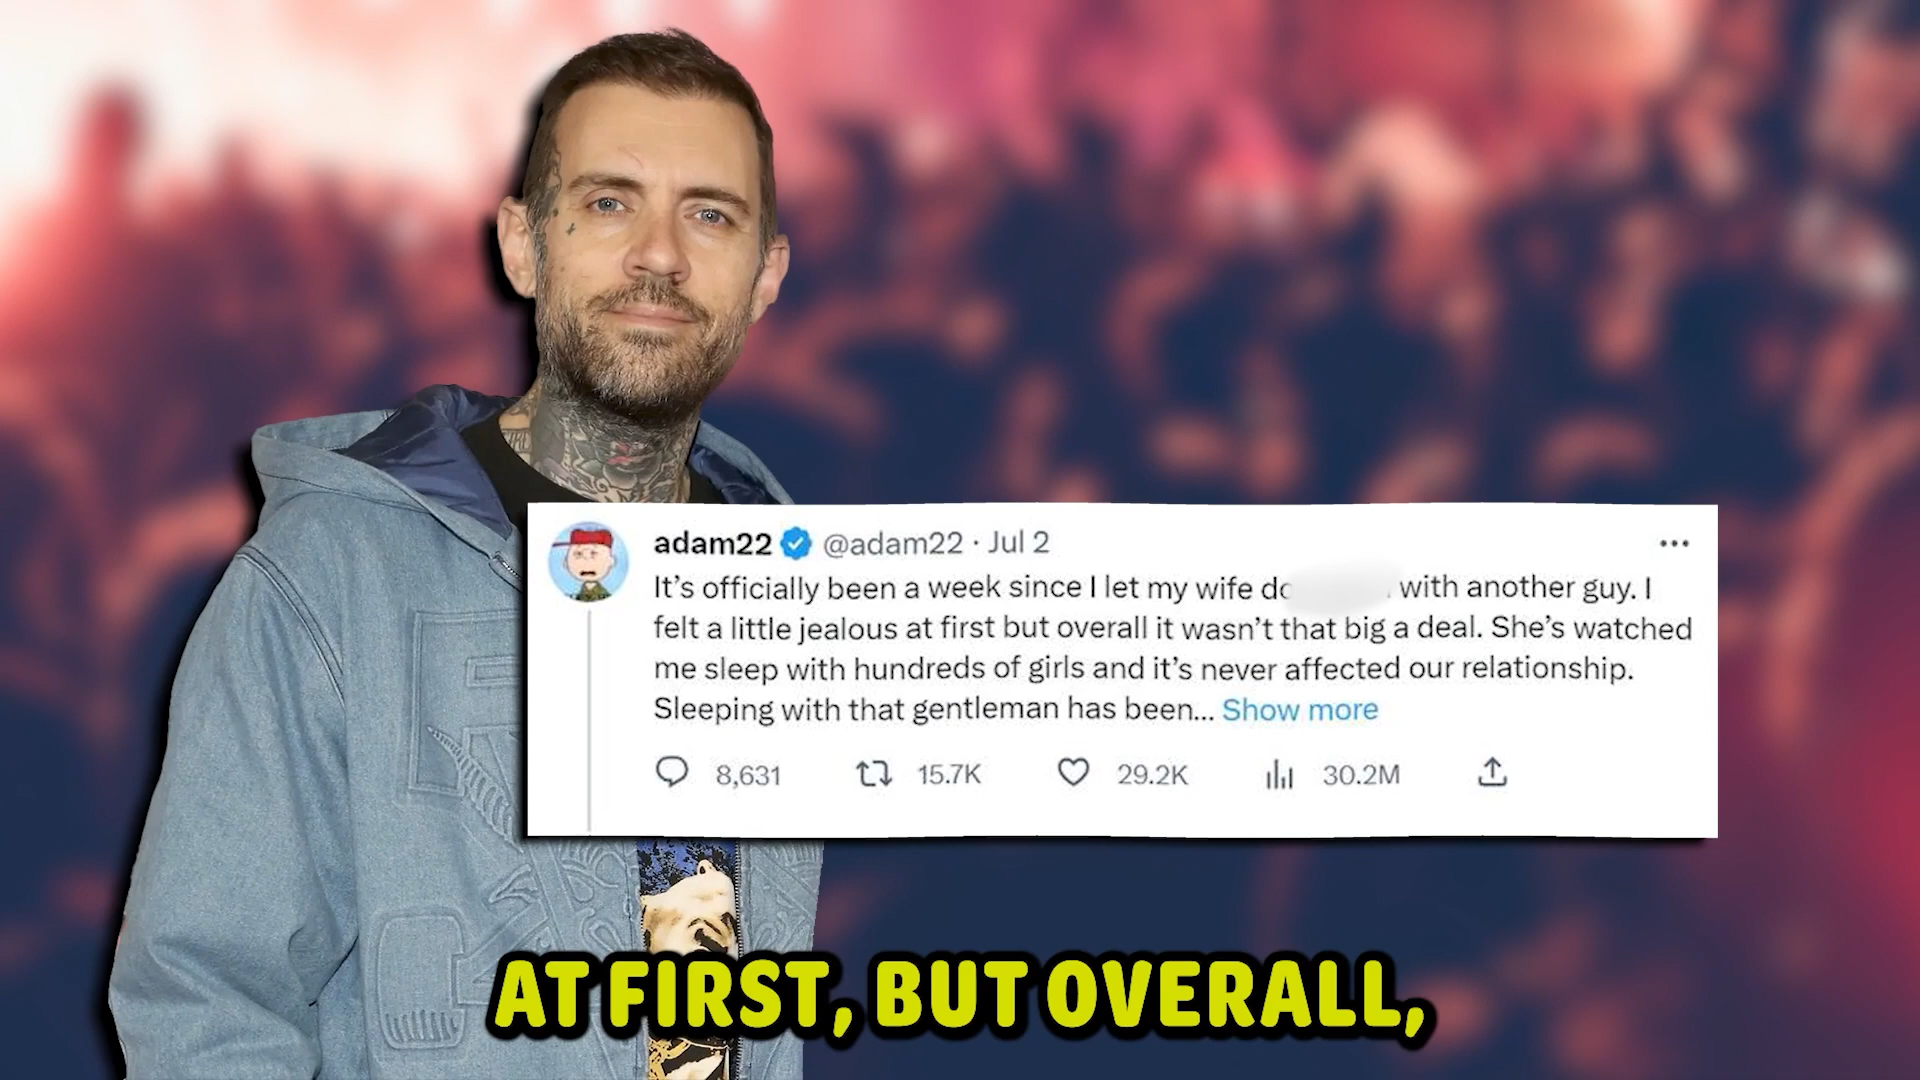 adam22 @adam22 · Jul 2
It's officially been a week since I let my wife do with another guy. I
felt a little jealous at first but overall it wasn't that big a deal. She's watched
me sleep with hundreds of girls and it's never affected our relationship.
Sleeping with that gentleman has been... Show more
8,631 15.7K 29.2K 30.2M
AT FIRST, BUT OVERALL,